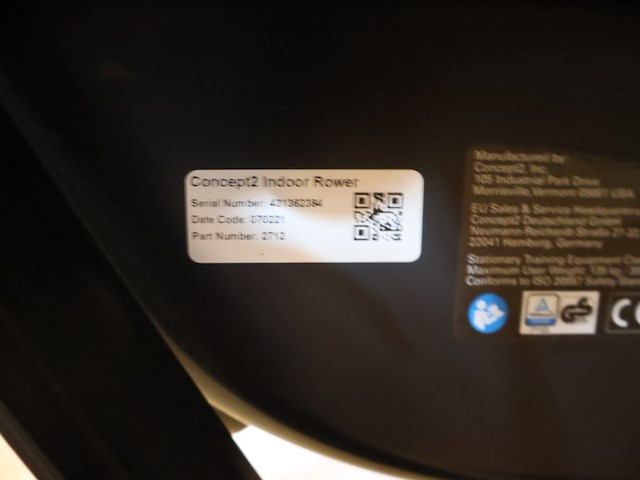 Concept2 Indoor Rower
Serial Number: 431362384
Date Code: 070221
Part Number: 2712
Manufactured by:
Concept2, Inc.
105 Industrial Park Drive
Morrisville, Vermont 05661 USA
EU Sales & Service
Concept2 Deutschland
22041 Hamburg, Germany
Stationary Training Equipment
Maximum User Weight
Conforms to ISO
GS
CE